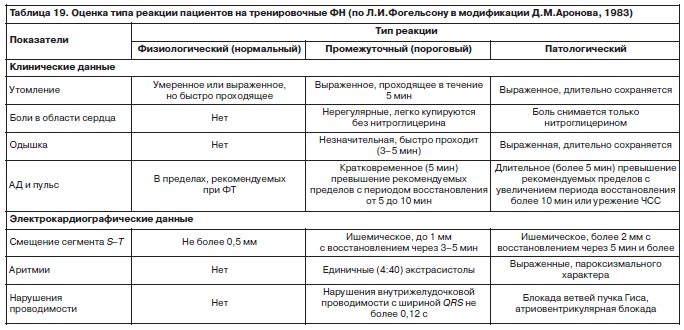 Таблица 19. Оценка типа реакции пациентов на тренировочные ФН (по Л.И.Фогельсону в модификации Д.М.Аронова, 1983)
Показатели
Тип реакции
Физиологический (нормальный)
Промежуточный (пороговый)
Патологический
Клинические данные
Утомление
Умеренное или выраженное,
но быстро проходящее
Выраженное, проходящее в течение
5 мин
Выраженное, длительно сохраняется
Боли в области сердца
Нет
Нерегулярные, легко купируются
без нитроглицерина
Боль снимается только
нитроглицерином
Одышка
Нет
Незначительная, быстро проходит
(3–5 мин)
Выраженная, длительно сохраняется
АД и пульс
В пределах, рекомендуемых
при ФТ
Кратковременное (5 мин)
превышение рекомендуемых
пределов с периодом восстановления
от 5 до 10 мин
Длительное (более 5 мин) превышение
рекомендуемых пределов с
увеличением периода восстановления
более 10 мин или урежение ЧСС
Электрокардиографические данные
Смещение сегмента S–T
Не более 0,5 мм
Ишемическое, до 1 мм
с восстановлением через 3–5 мин
Ишемическое, более 2 мм с
восстановлением через 5 мин и более
Аритмии
Нет
Единичные (4:40) экстрасистолы
Выраженные, пароксизмального
характера
Нарушения
проводимости
Нет
Нарушения внутрижелудочковой
проводимости с шириной QRS не
более 0,12 с
Блокада ветвей пучка Гиса,
атриовентрикулярная блокада